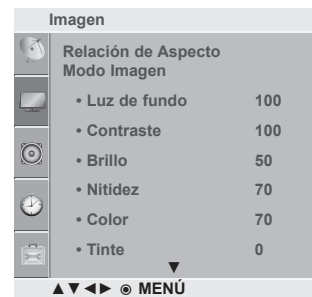 Imagen
Relación de Aspecto
Modo Imagen
• Luz de fundo 100
• Contraste 100
• Brillo 50
• Nitidez 70
• Color 70
• Tinte 0
▼
▲▼◄► ◉ MENÚ